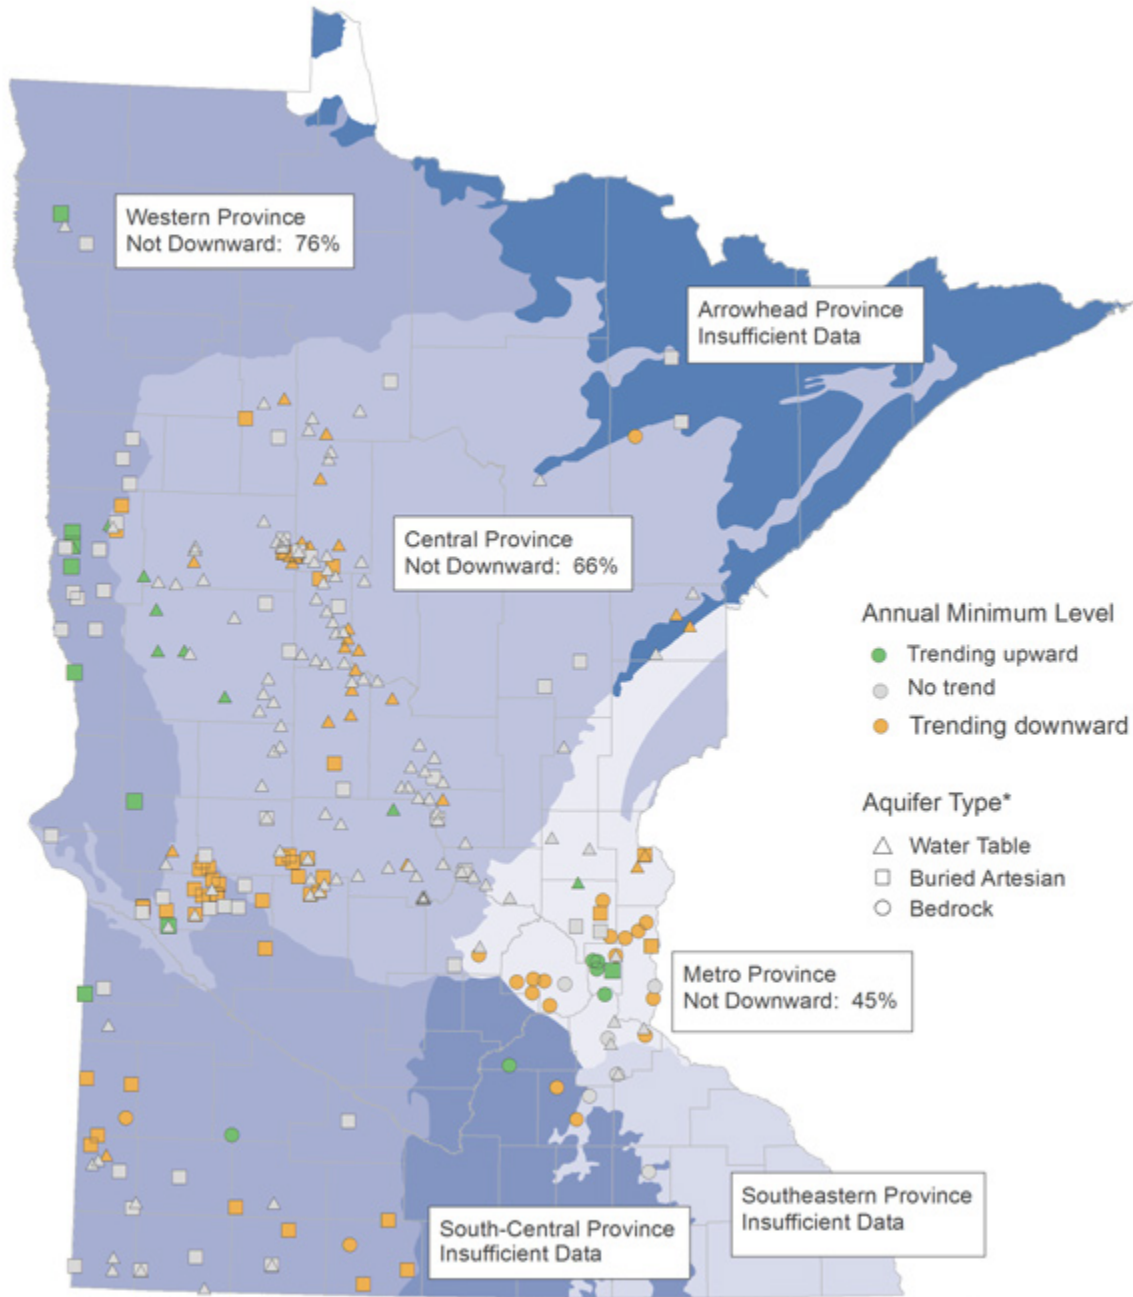 Western Province
Not Downward: 76%
Arrowhead Province
Insufficient Data
Central Province
Not Downward: 66%
Annual Minimum Level
Trending upward
No trend
Trending downward
Aquifer Type*
Water Table
Buried Artesian
Bedrock
Metro Province
Not Downward: 45%
Southeastern Province
Insufficient Data
South-Central Province
Insufficient Data